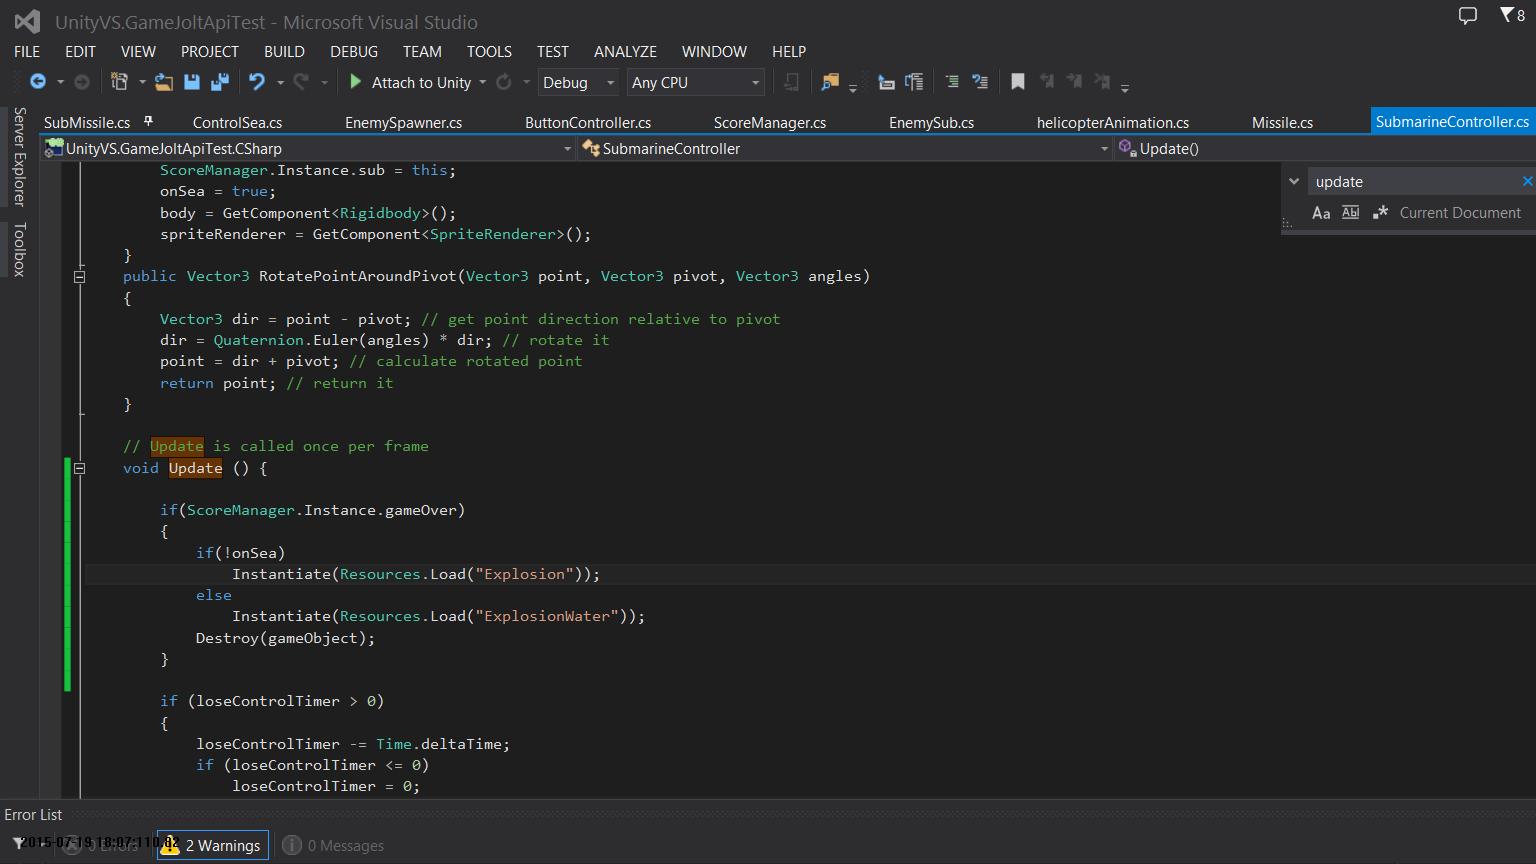 UnityVS.GameJoltApiTest - Microsoft Visual Studio
8
FILE EDIT VIEW PROJECT BUILD DEBUG TEAM TOOLS TEST ANALYZE WINDOW HELP
Attach to Unity Debug Any CPU
Server Explorer
Toolbox
SubMissile.cs ControlSea.cs EnemySpawner.cs ButtonController.cs ScoreManager.cs EnemySub.cs helicopterAnimation.cs Missile.cs SubmarineController.cs
UnityVS.GameJoltApiTest.CSharp SubmarineController Update()
update
Aa Abl .* Current Document
ScoreManager.Instance.sub = this;
onSea = true;
body = GetComponent<Rigidbody>();
spriteRenderer = GetComponent<SpriteRenderer>();
}
public Vector3 RotatePointAroundPivot(Vector3 point, Vector3 pivot, Vector3 angles)
{
Vector3 dir = point - pivot; // get point direction relative to pivot
dir = Quaternion.Euler(angles) * dir; // rotate it
point = dir + pivot; // calculate rotated point
return point; // return it
}
// Update is called once per frame
void Update () {
if(ScoreManager.Instance.gameOver)
{
if(!onSea)
Instantiate(Resources.Load("Explosion"));
else
Instantiate(Resources.Load("ExplosionWater"));
Destroy(gameObject);
}
if (loseControlTimer > 0)
{
loseControlTimer -= Time.deltaTime;
if (loseControlTimer <= 0)
loseControlTimer = 0;
Error List
0 Errors 2 Warnings 0 Messages
2015-07-19 18:07:110.82